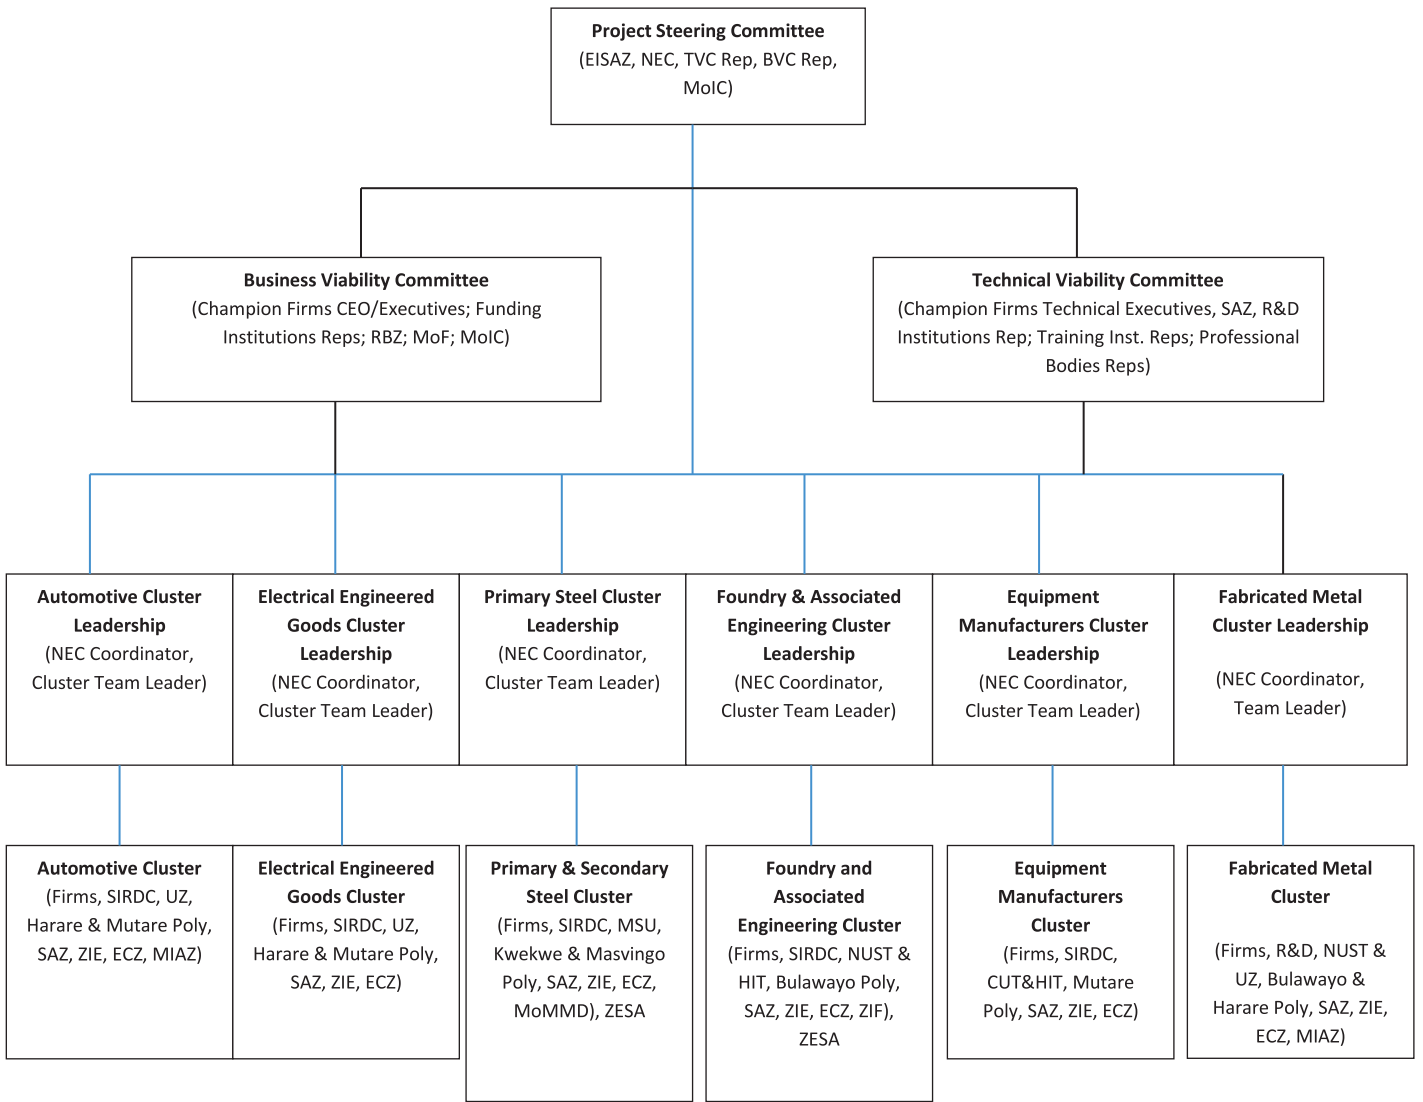 Project Steering Committee
(EISAZ, NEC, TVC Rep, BVC Rep,
MoIC)
Business Viability Committee
(Champion Firms CEO/Executives; Funding
Institutions Reps; RBZ; MoF; MoIC)
Technical Viability Committee
(Champion Firms Technical Executives, SAZ, R&D
Institutions Rep; Training Inst. Reps; Professional
Bodies Reps)
Automotive Cluster
Leadership
(NEC Coordinator,
Cluster Team Leader)
Electrical Engineered
Goods Cluster
Leadership
(NEC Coordinator,
Cluster Team Leader)
Primary Steel Cluster
Leadership
(NEC Coordinator,
Cluster Team Leader)
Foundry & Associated
Engineering Cluster
Leadership
(NEC Coordinator,
Cluster Team Leader)
Equipment
Manufacturers Cluster
Leadership
(NEC Coordinator,
Cluster Team Leader)
Fabricated Metal
Cluster Leadership
(NEC Coordinator,
Team Leader)
Automotive Cluster
(Firms, SIRDC, UZ,
Harare & Mutare Poly,
SAZ, ZIE, ECZ, MIAZ)
Electrical Engineered
Goods Cluster
(Firms, SIRDC, UZ,
Harare & Mutare Poly,
SAZ, ZIE, ECZ)
Primary & Secondary
Steel Cluster
(Firms, SIRDC, MSU,
Kwekwe & Masvingo
Poly, SAZ, ZIE, ECZ,
MoMMD), ZESA
Foundry and
Associated
Engineering Cluster
(Firms, SIRDC, NUST &
HIT, Bulawayo Poly,
SAZ, ZIE, ECZ, ZIF),
ZESA
Equipment
Manufacturers
Cluster
(Firms, SIRDC,
CUT&HIT, Mutare
Poly, SAZ, ZIE, ECZ)
Fabricated Metal
Cluster
(Firms, R&D, NUST &
UZ, Bulawayo &
Harare Poly, SAZ, ZIE,
ECZ, MIAZ)